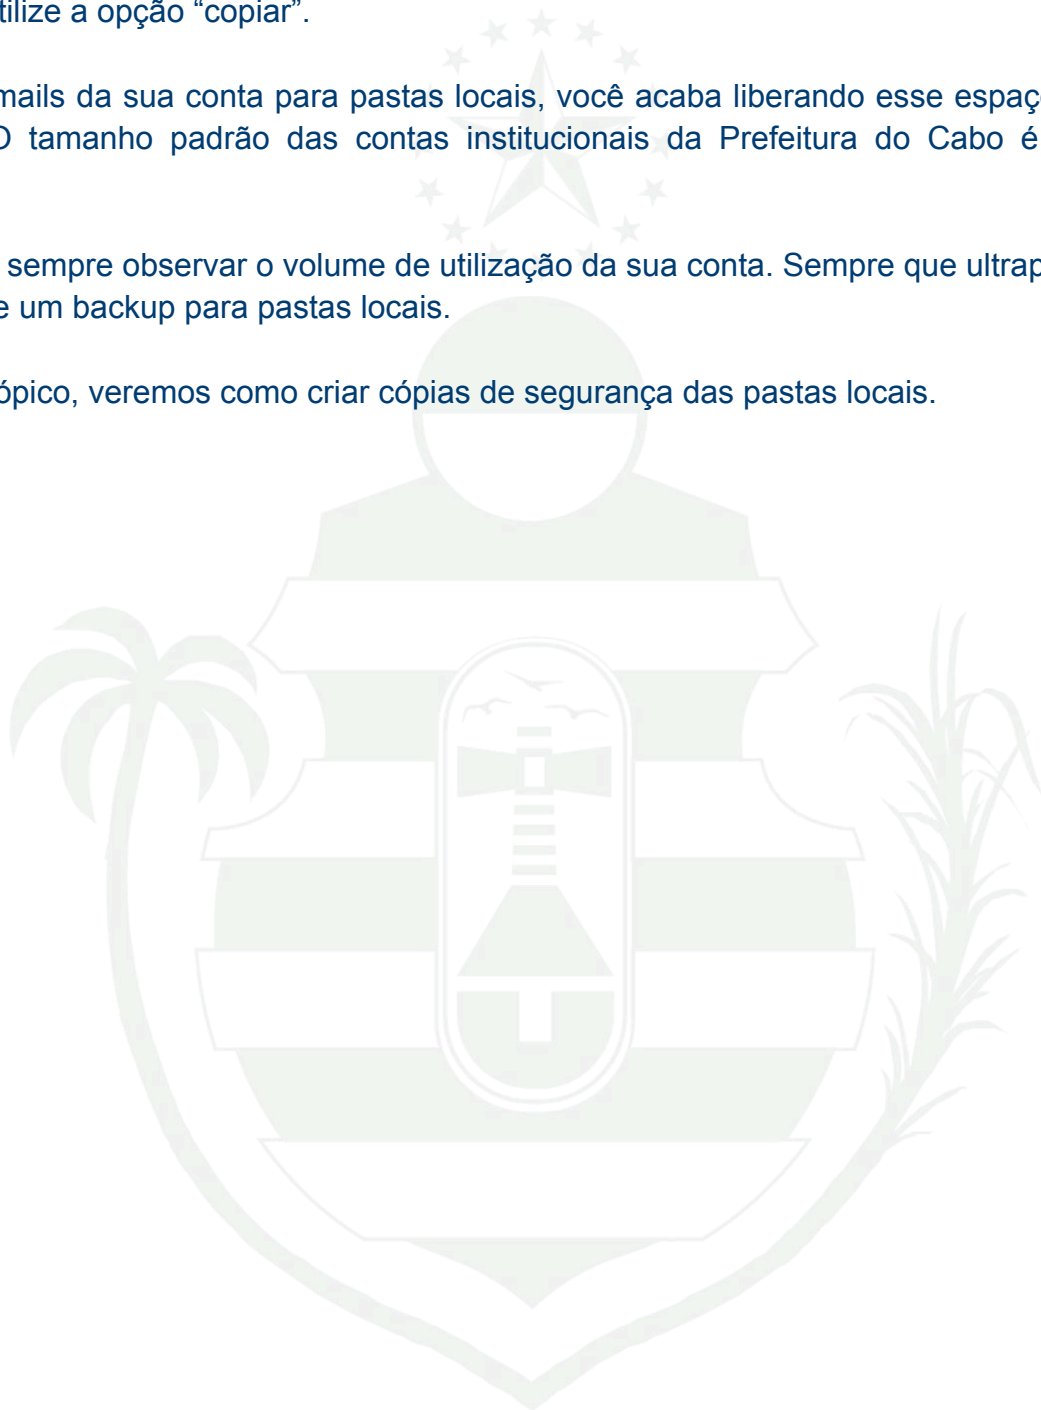 tilize a opção “copiar”.
mails da sua conta para pastas locais, você acaba liberando esse espaço
O tamanho padrão das contas institucionais da Prefeitura do Cabo é
sempre observar o volume de utilização da sua conta. Sempre que ultrap
e um backup para pastas locais.
ópico, veremos como criar cópias de segurança das pastas locais.